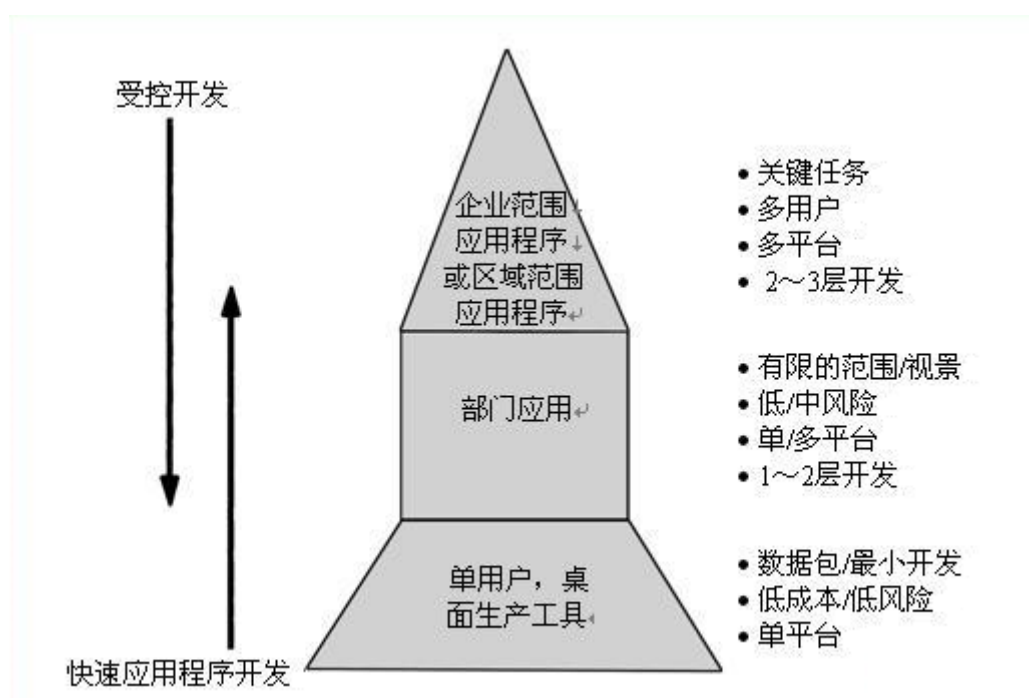 受控开发
企业范围
应用程序
或区域范围
应用程序
• 关键任务
• 多用户
• 多平台
• 2～3层开发
部门应用
• 有限的范围/视景
• 低/中风险
• 单/多平台
• 1～2层开发
单用户，桌
面生产工具
• 数据包/最小开发
• 低成本/低风险
• 单平台
快速应用程序开发